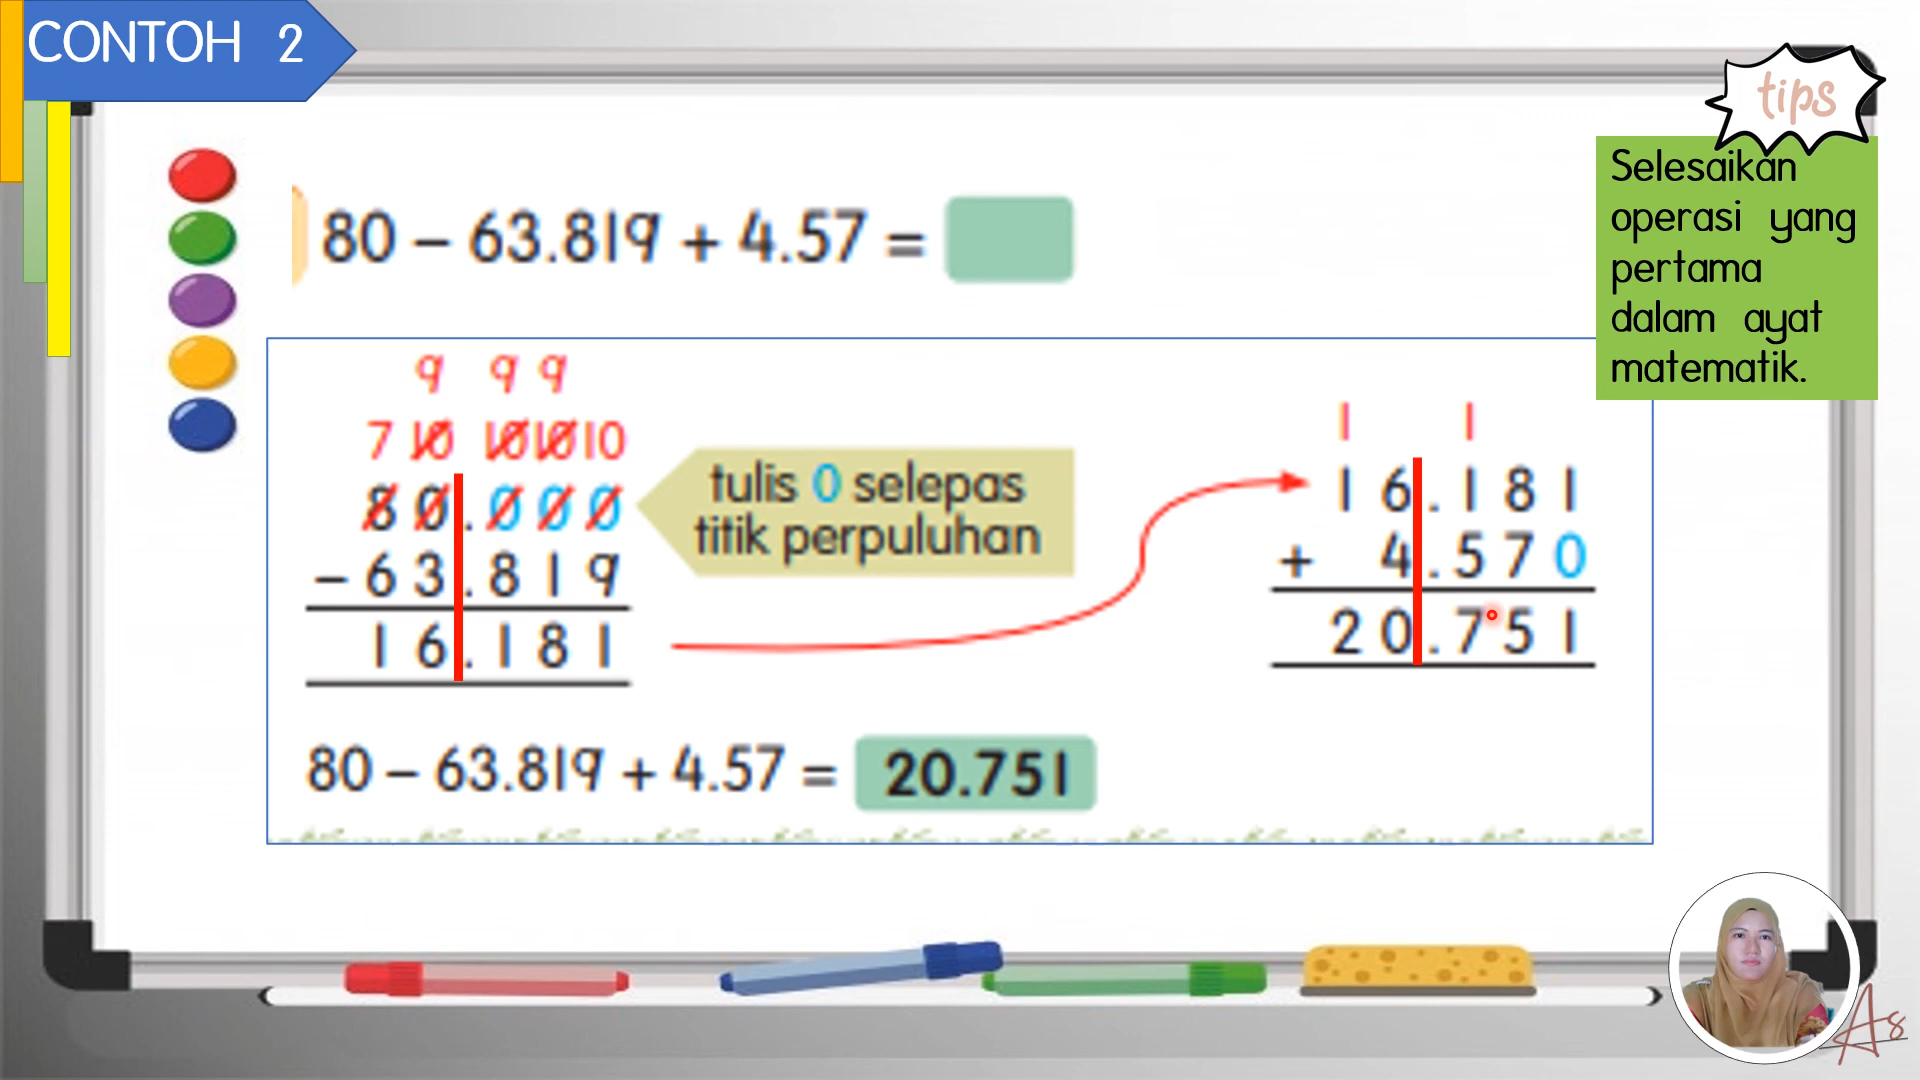 CONTOH 2
tips
Selesaikan
operasi yang
pertama
dalam ayat
matematik.
80 – 63.819 + 4.57 =
9 9 9
7 10 10 10 10
8 0 . 0 0 0
– 6 3 . 8 1 9
1 6 . 1 8 1
tulis 0 selepas
titik perpuluhan
1 1
1 6 . 1 8 1
+ 4 . 5 7 0
2 0 . 7 5 1
80 – 63.819 + 4.57 = 20.751
As